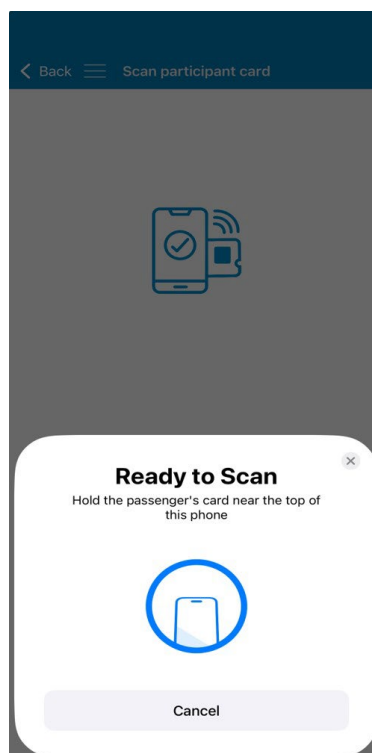 Back
Scan participant card
Ready to Scan
Hold the passenger's card near the top of
this phone
Cancel